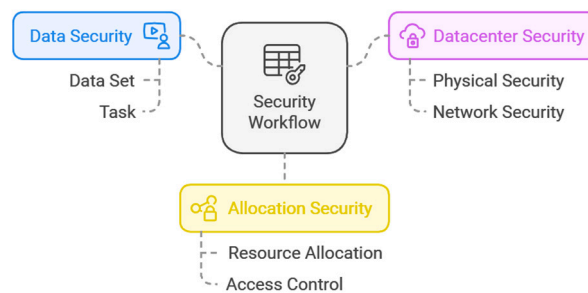 Data Security
Data Set
Task
Security
Workflow
Datacenter Security
Physical Security
Network Security
Allocation Security
Resource Allocation
Access Control